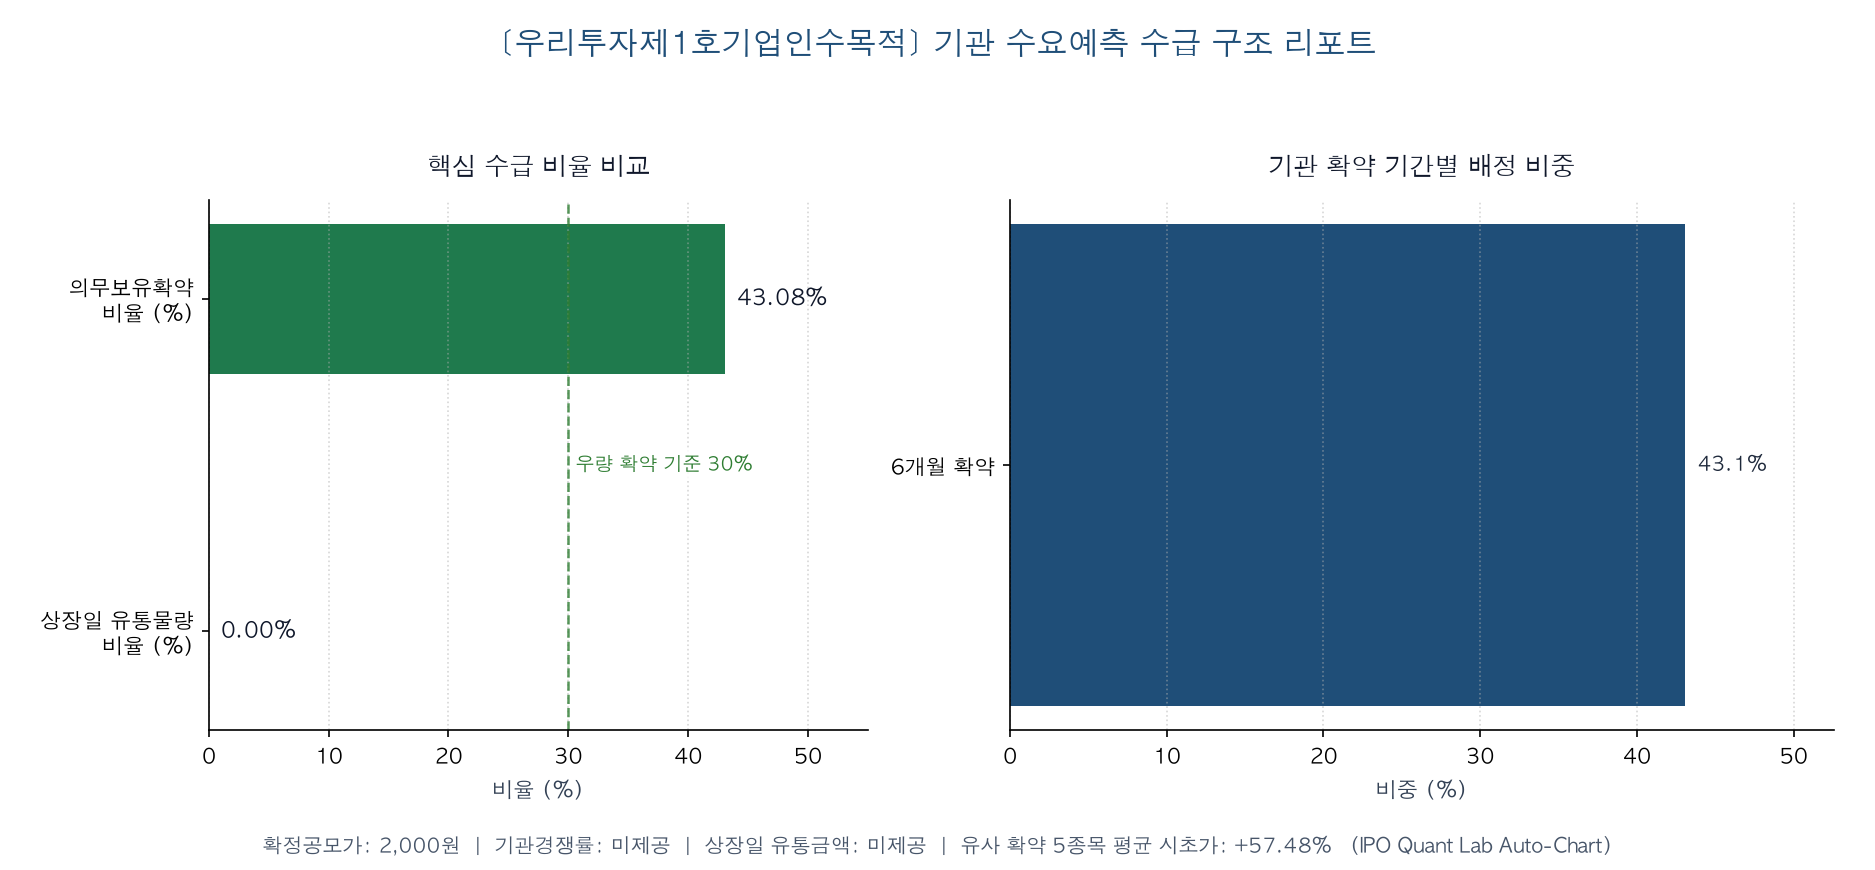 〔우리투자제1호기업인수목적〕 기관 수요예측 수급 구조 리포트
핵심 수급 비율 비교
의무보유확약
비율 (%)
43.08%
우량 확약 기준 30%
상장일 유통물량
비율 (%)
0.00%
0 10 20 30 40 50
비율 (%)
기관 확약 기간별 배정 비중
6개월 확약
43.1%
0 10 20 30 40 50
비중 (%)
확정공모가: 2,000원 | 기관경쟁률: 미제공 | 상장일 유통금액: 미제공 | 유사 확약 5종목 평균 시초가: +57.48% (IPO Quant Lab Auto-Chart)